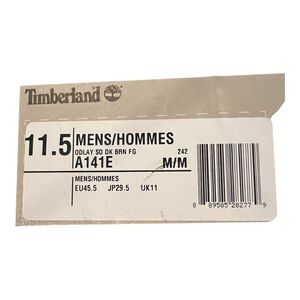 Timberland
11.5
MENS/HOMMES
ODLAY SO DK BRN FG 242
A141E M/M
MENS/HOMMES
EU45.5 JP29.5 UK11
8 89585 28277 9